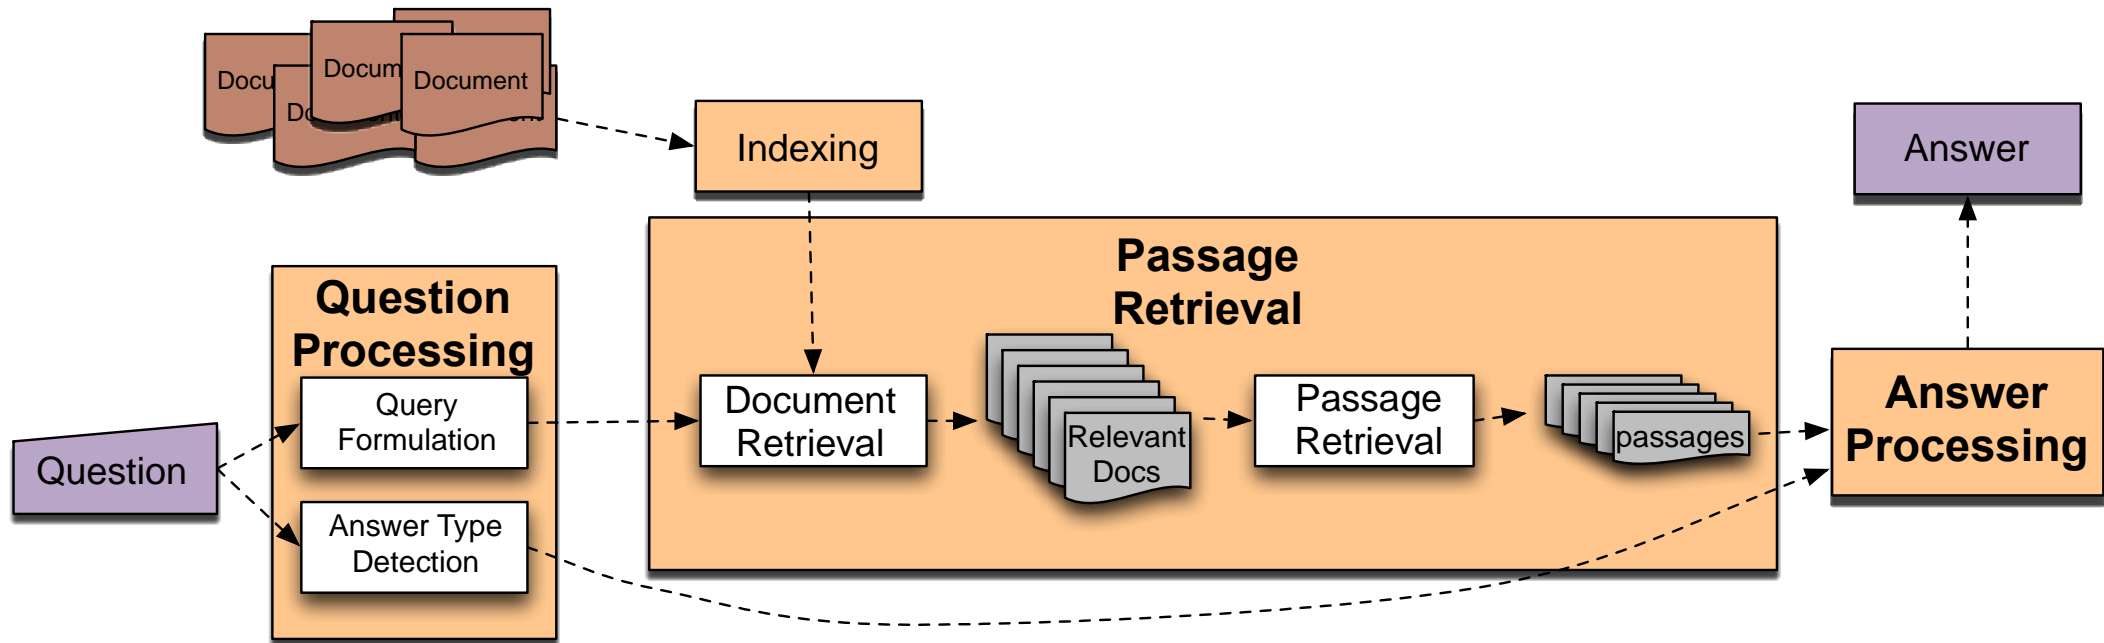 Document
Indexing
Answer
Passage
Retrieval
Question
Processing
Query
Formulation
Document
Retrieval
Relevant
Docs
Passage
Retrieval
passages
Answer
Processing
Question
Answer Type
Detection